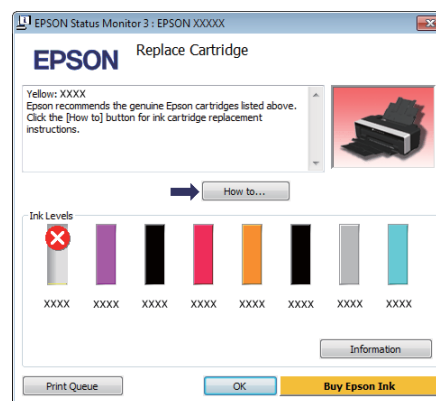 EPSON Status Monitor 3 : EPSON XXXXX
EPSON
Replace Cartridge
Yellow: XXXX
Epson recommends the genuine Epson cartridges listed above.
Click the [How to] button for ink cartridge replacement
instructions.
How to...
Ink Levels
XXXX XXXX XXXX XXXX XXXX XXXX XXXX XXXX
Information
Print Queue OK Buy Epson Ink